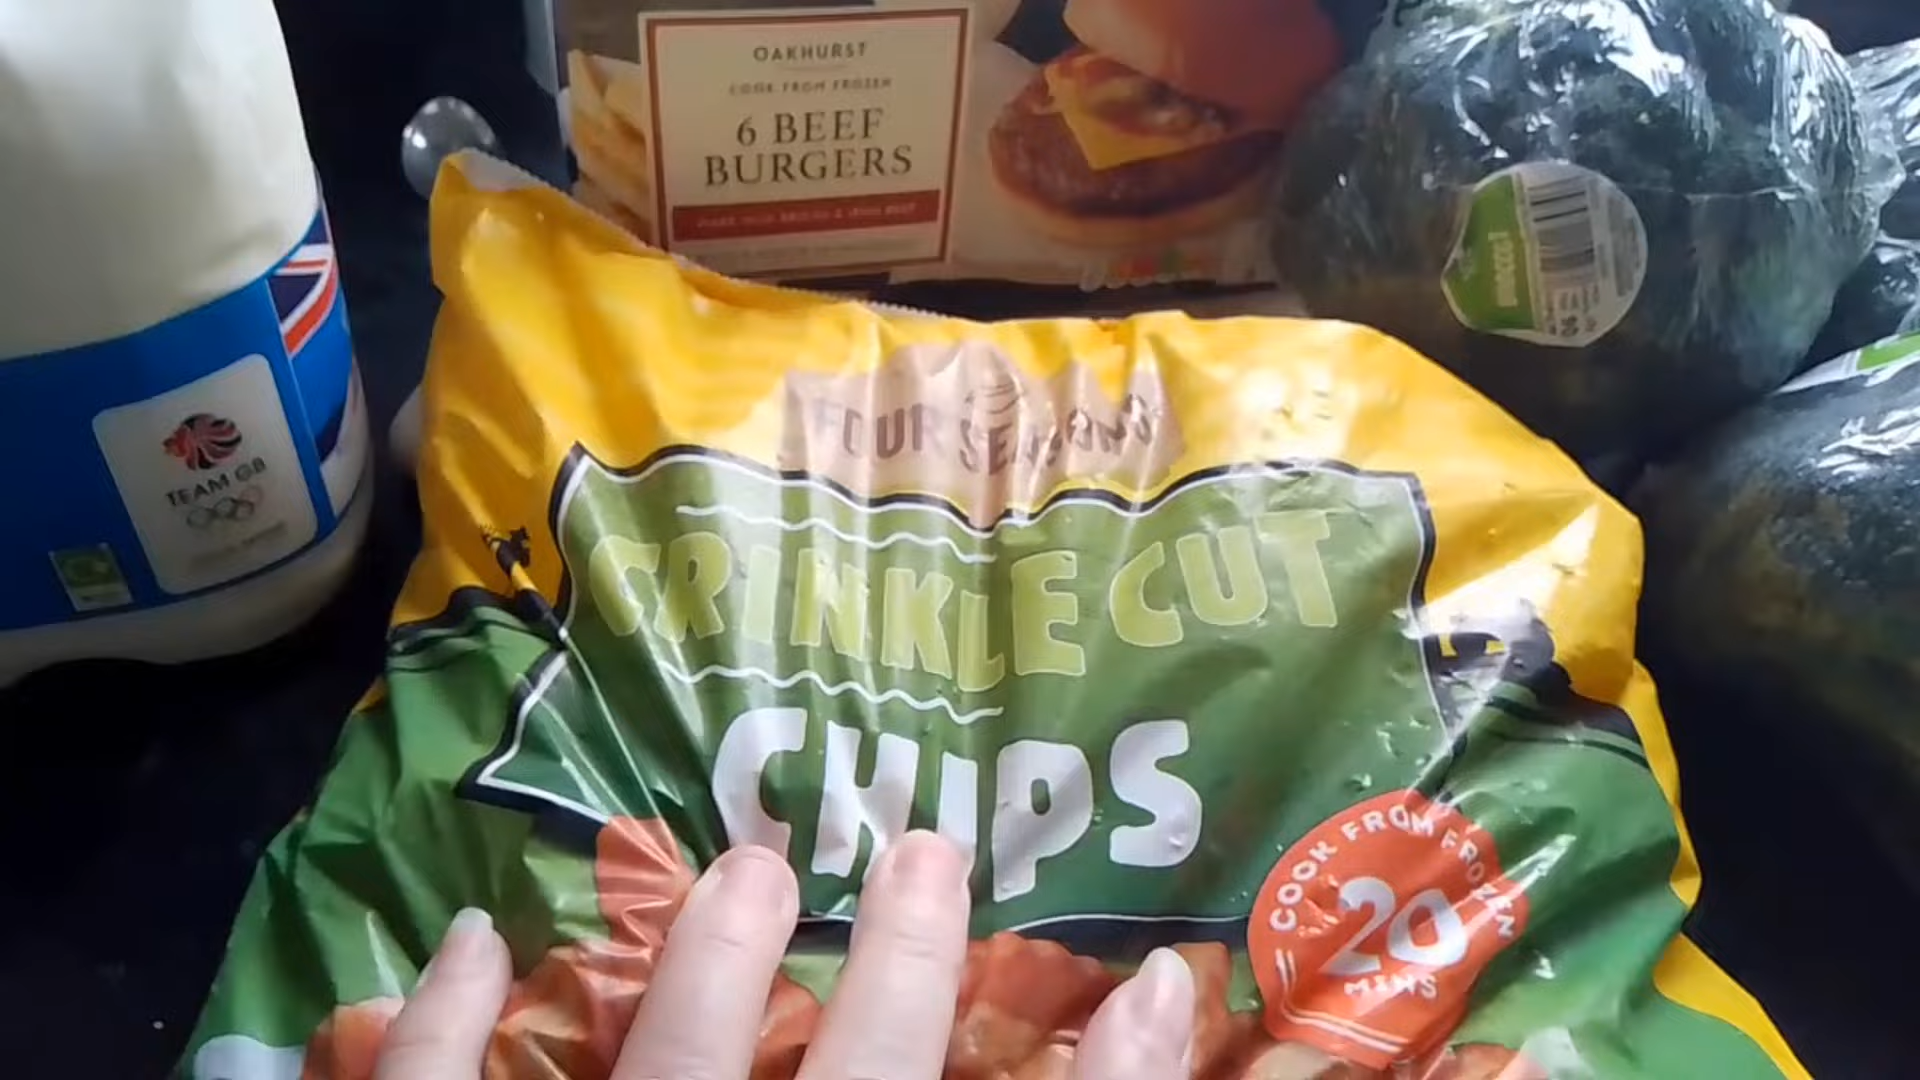 OAKHURST
COOK FROM FROZEN
6 BEEF
BURGERS
BROCCOLI
TEAM GB
FOUR SEASONS
CRINKLE CUT
CHIPS
COOK FROM FROZEN
20
MINS